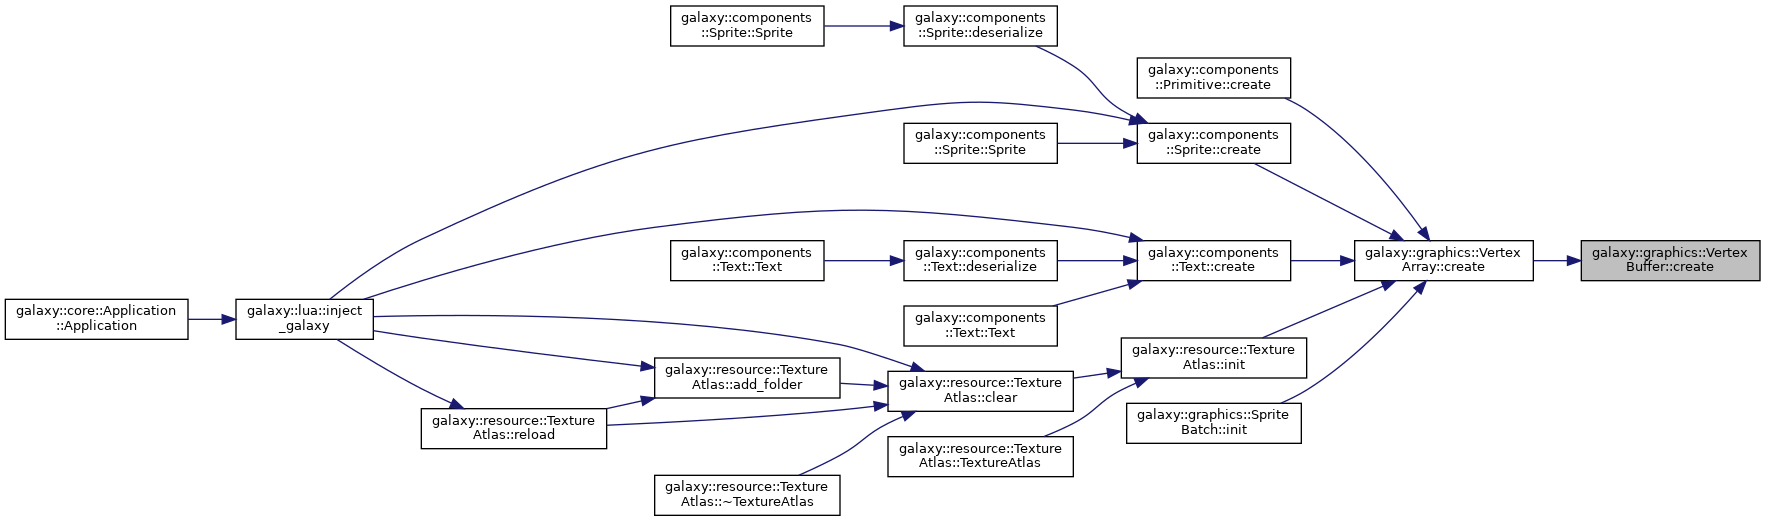 galaxy::components
::Sprite::Sprite
galaxy::components
::Sprite::deserialize
galaxy::components
::Primitive::create
galaxy::components
::Sprite::Sprite
galaxy::components
::Sprite::create
galaxy::components
::Text::Text
galaxy::components
::Text::deserialize
galaxy::components
::Text::create
galaxy::graphics::Vertex
Array::create
galaxy::graphics::Vertex
Buffer::create
galaxy::core::Application
::Application
galaxy::lua::inject
_galaxy
galaxy::components
::Text::Text
galaxy::resource::Texture
Atlas::init
galaxy::resource::Texture
Atlas::add_folder
galaxy::resource::Texture
Atlas::clear
galaxy::resource::Texture
Atlas::reload
galaxy::graphics::Sprite
Batch::init
galaxy::resource::Texture
Atlas::TextureAtlas
galaxy::resource::Texture
Atlas::~TextureAtlas